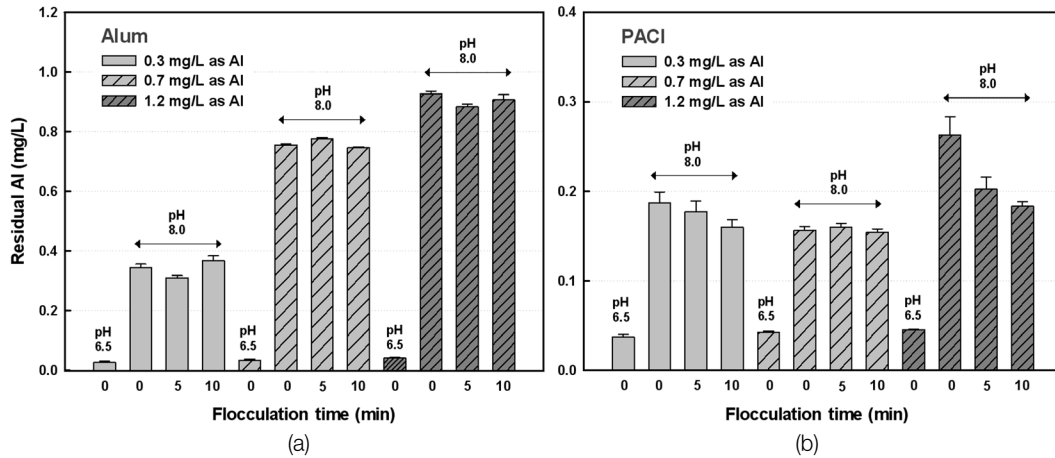 Alum
0.3 mg/L as Al
0.7 mg/L as Al
1.2 mg/L as Al
Residual Al (mg/L)
1.2
1.0
0.8
0.6
0.4
0.2
0.0
pH
6.5
pH
8.0
pH
6.5
pH
8.0
pH
6.5
pH
8.0
0 0 5 10 0 0 5 10 0 0 5 10
Flocculation time (min)
(a)
PACl
0.3 mg/L as Al
0.7 mg/L as Al
1.2 mg/L as Al
0.4
0.3
0.2
0.1
0.0
pH
6.5
pH
8.0
pH
6.5
pH
8.0
pH
6.5
pH
8.0
0 0 5 10 0 0 5 10 0 0 5 10
Flocculation time (min)
(b)